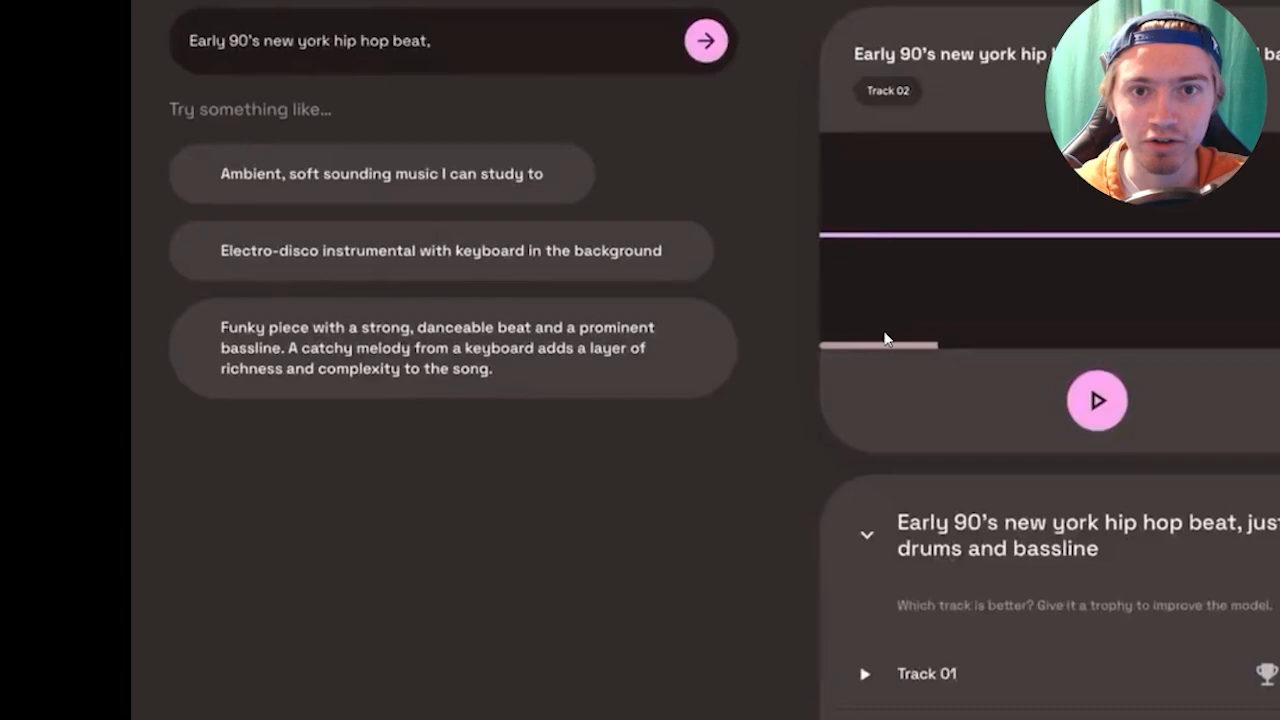 Early 90's new york hip hop beat,
Try something like...
Ambient, soft sounding music I can study to
Electro-disco instrumental with keyboard in the background
Funky piece with a strong, danceable beat and a prominent
bassline. A catchy melody from a keyboard adds a layer of
richness and complexity to the song.
Early 90's new york hip
Track 02
Early 90's new york hip hop beat, just
drums and bassline
Which track is better? Give it a trophy to improve the model.
Track 01